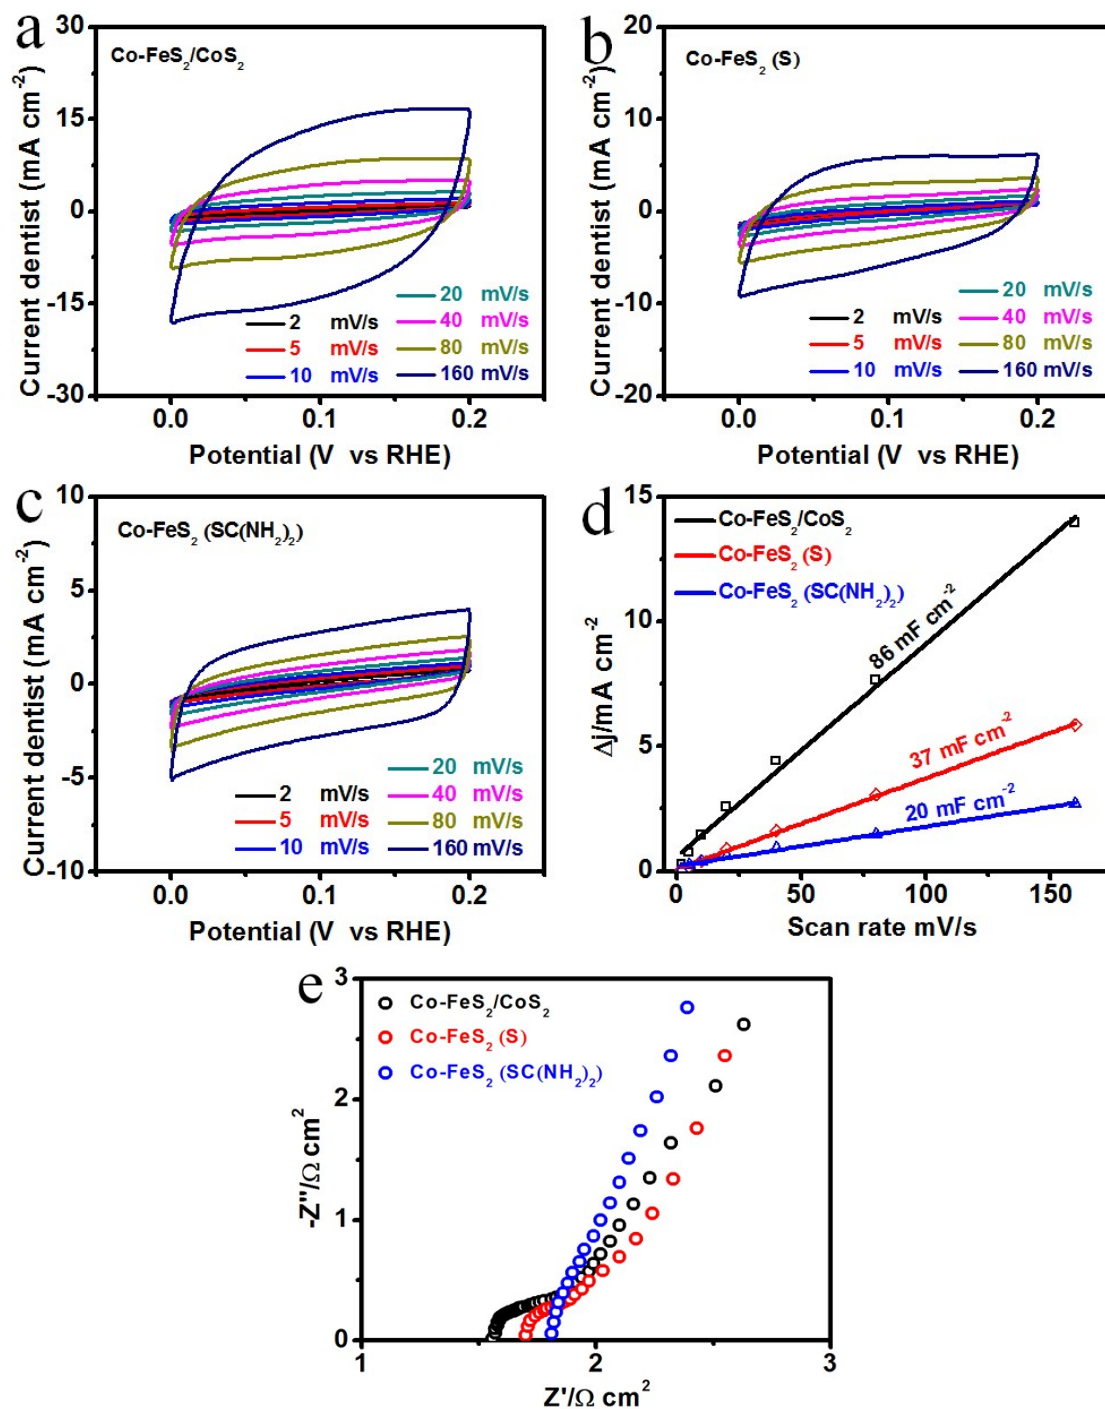 a
Co-FeS2/CoS2
Current dentist (mA cm-2)
30
15
0
-15
-30
20 mV/s
2 mV/s
40 mV/s
5 mV/s
80 mV/s
10 mV/s
160 mV/s
0.0
0.1
0.2
Potential (V vs RHE)
b
Co-FeS2 (S)
Current dentist (mA cm-2)
20
10
0
-10
-20
20 mV/s
2 mV/s
40 mV/s
5 mV/s
80 mV/s
10 mV/s
160 mV/s
0.0
0.1
0.2
Potential (V vs RHE)
c
Co-FeS2 (SC(NH2)2)
Current dentist (mA cm-2)
10
5
0
-5
-10
20 mV/s
2 mV/s
40 mV/s
5 mV/s
80 mV/s
10 mV/s
160 mV/s
0.0
0.1
0.2
Potential (V vs RHE)
d
Co-FeS2/CoS2
Co-FeS2 (S)
Co-FeS2 (SC(NH2)2)
Δj/mA cm-2
15
10
5
0
86 mF cm-2
37 mF cm-2
20 mF cm-2
0
50
100
150
Scan rate mV/s
e
Co-FeS2/CoS2
Co-FeS2 (S)
Co-FeS2 (SC(NH2)2)
-Z''/Ω cm2
3
2
1
0
1
2
3
Z'/Ω cm2